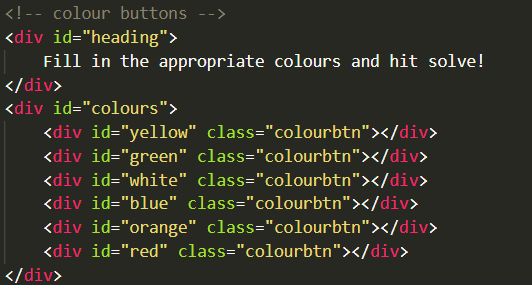 <!-- colour buttons -->
<div id="heading">
    Fill in the appropriate colours and hit solve!
</div>
<div id="colours">
    <div id="yellow" class="colourbtn"></div>
    <div id="green" class="colourbtn"></div>
    <div id="white" class="colourbtn"></div>
    <div id="blue" class="colourbtn"></div>
    <div id="orange" class="colourbtn"></div>
    <div id="red" class="colourbtn"></div>
</div>